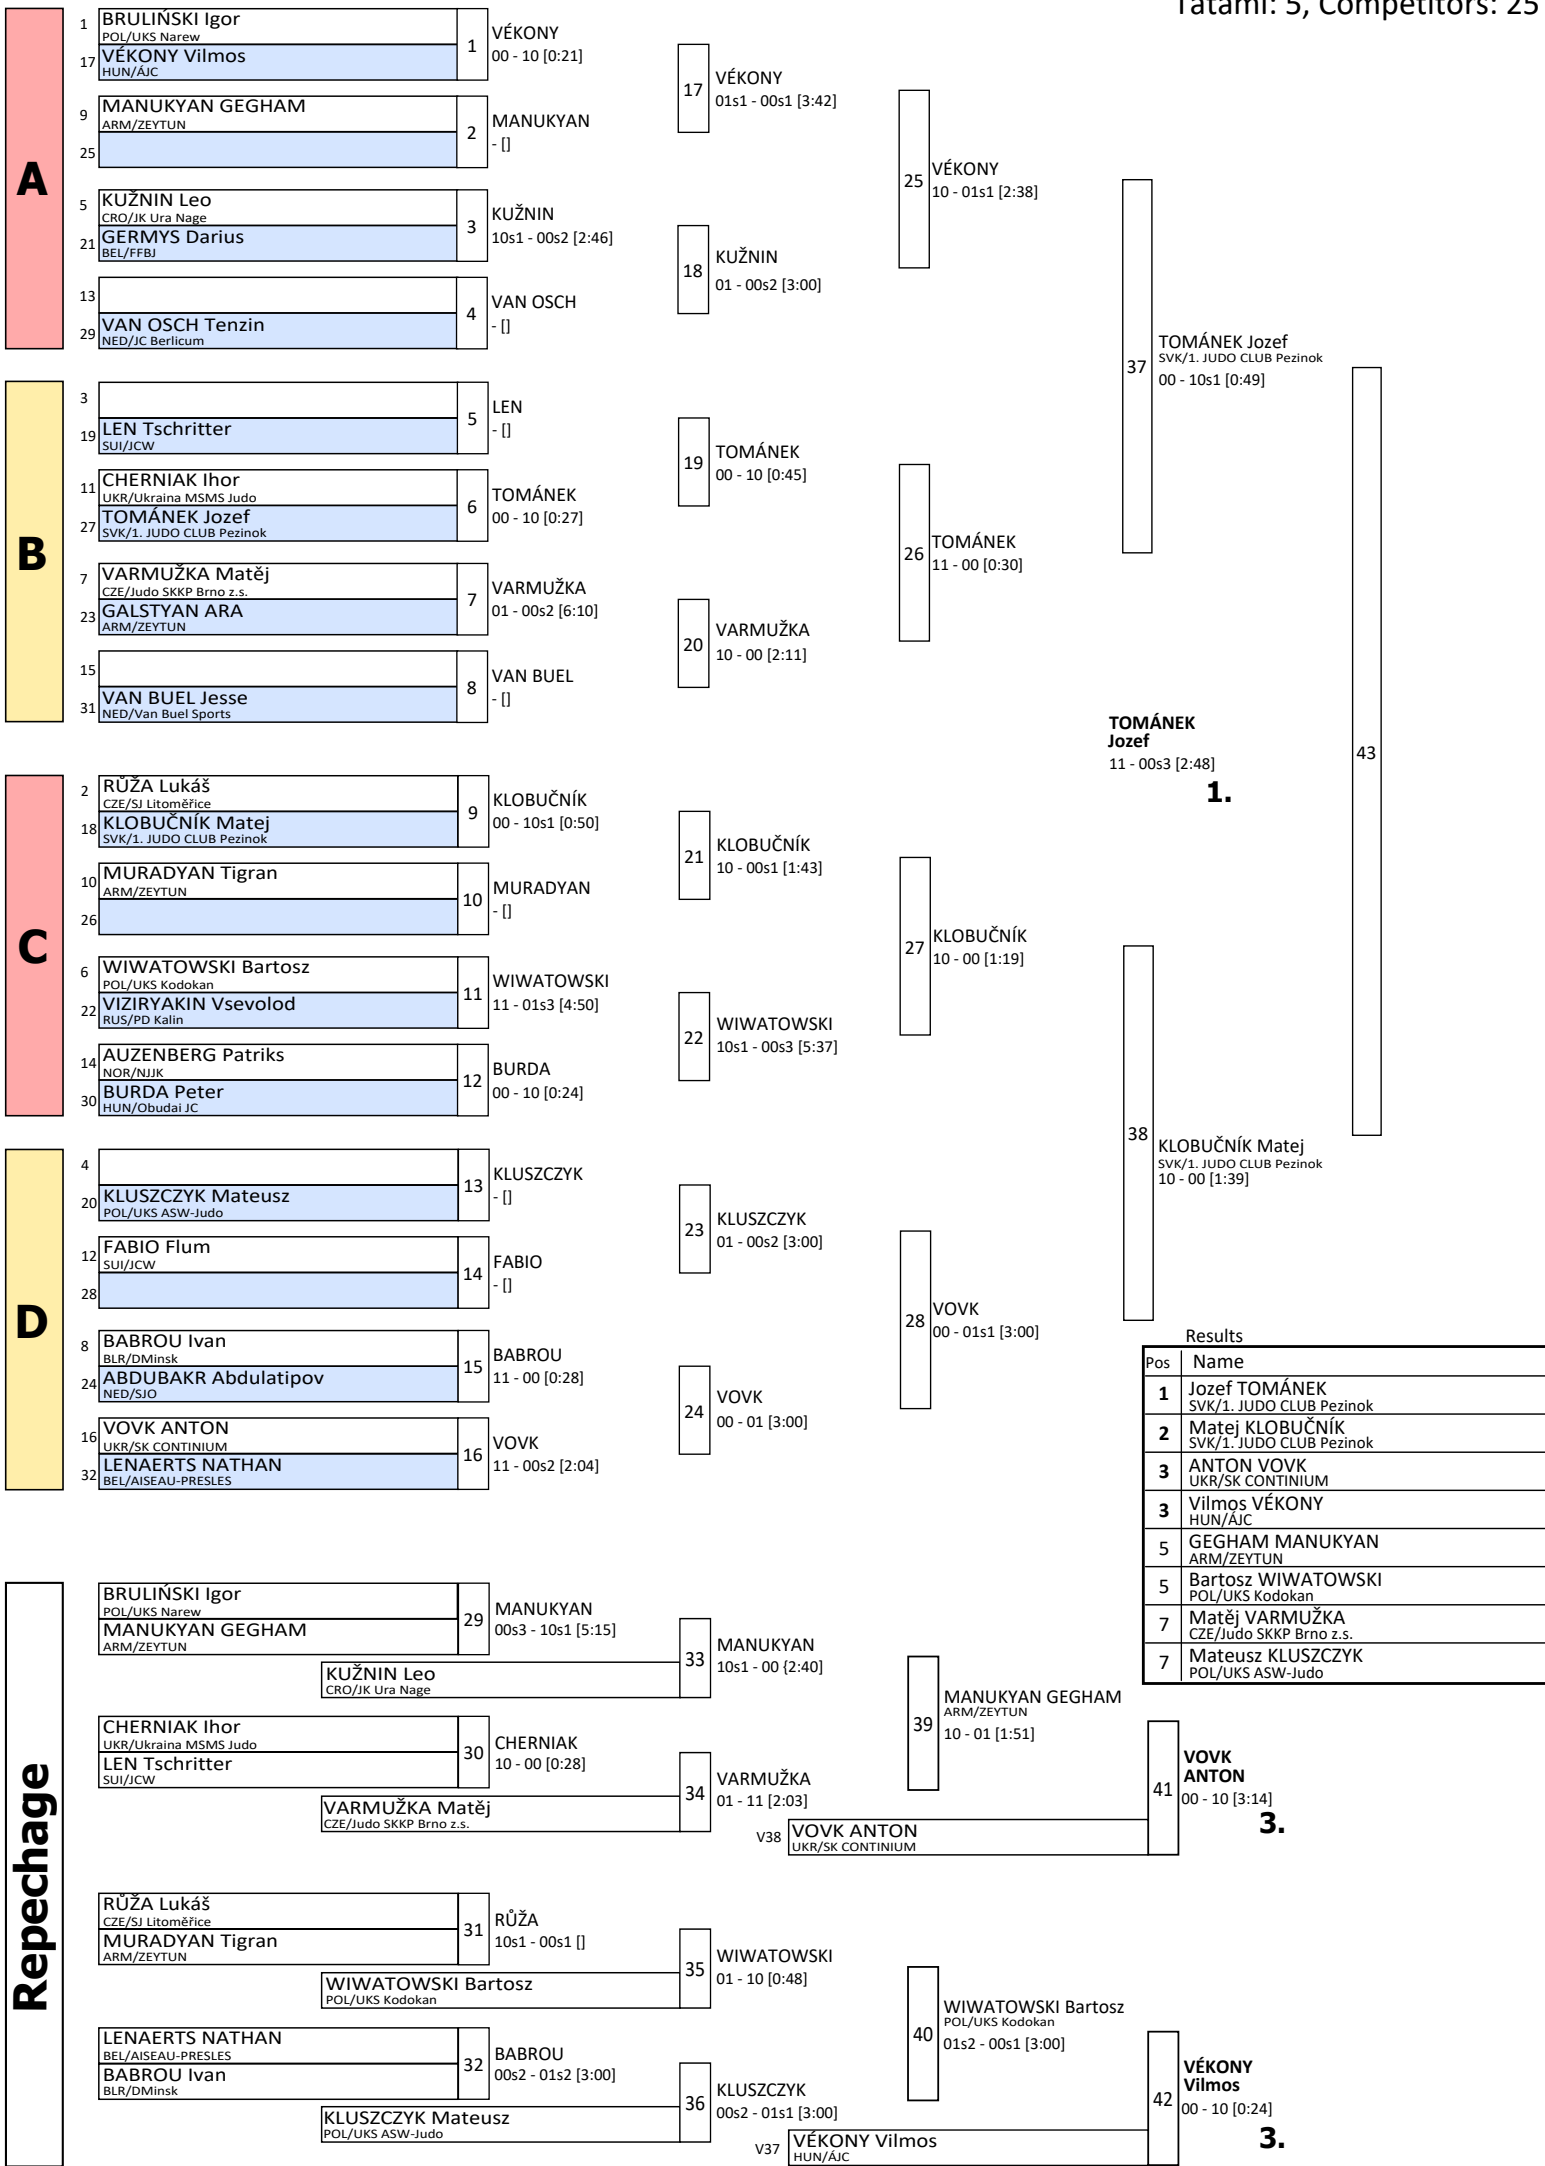 Tatami: 5, Competitors: 25
A
1 BRULIŃSKI Igor
POL/UKS Narew
17 VÉKONY Vilmos
HUN/ÁJC
1 VÉKONY
00 - 10 [0:21]
9 MANUKYAN GEGHAM
ARM/ZEYTUN
25
2 MANUKYAN
- []
17 VÉKONY
01s1 - 00s1 [3:42]
5 KUŽNIN Leo
CRO/JK Ura Nage
21 GERMYS Darius
BEL/FFBJ
3 KUŽNIN
10s1 - 00s2 [2:46]
13
29 VAN OSCH Tenzin
NED/JC Berlicum
4 VAN OSCH
- []
18 KUŽNIN
01 - 00s2 [3:00]
25 VÉKONY
10 - 01s1 [2:38]
B
3
19 LEN Tschritter
SUI/JCW
5 LEN
- []
11 CHERNIAK Ihor
UKR/Ukraina MSMS Judo
27 TOMÁNEK Jozef
SVK/1. JUDO CLUB Pezinok
6 TOMÁNEK
00 - 10 [0:27]
19 TOMÁNEK
00 - 10 [0:45]
7 VARMUŽKA Matěj
CZE/Judo SKKP Brno z.s.
23 GALSTYAN ARA
ARM/ZEYTUN
7 VARMUŽKA
01 - 00s2 [6:10]
15
31 VAN BUEL Jesse
NED/Van Buel Sports
8 VAN BUEL
- []
20 VARMUŽKA
10 - 00 [2:11]
26 TOMÁNEK
11 - 00 [0:30]
37 TOMÁNEK Jozef
SVK/1. JUDO CLUB Pezinok
00 - 10s1 [0:49]
TOMÁNEK
Jozef
11 - 00s3 [2:48]
1.
43
C
2 RŮŽA Lukáš
CZE/SJ Litoměřice
18 KLOBUČNÍK Matej
SVK/1. JUDO CLUB Pezinok
9 KLOBUČNÍK
00 - 10s1 [0:50]
10 MURADYAN Tigran
ARM/ZEYTUN
26
10 MURADYAN
- []
21 KLOBUČNÍK
10 - 00s1 [1:43]
6 WIWATOWSKI Bartosz
POL/UKS Kodokan
22 VIZIRYAKIN Vsevolod
RUS/PD Kalin
11 WIWATOWSKI
11 - 01s3 [4:50]
14 AUZENBERG Patriks
NOR/NJJK
30 BURDA Peter
HUN/Obudai JC
12 BURDA
00 - 10 [0:24]
22 WIWATOWSKI
10s1 - 00s3 [5:37]
27 KLOBUČNÍK
10 - 00 [1:19]
D
4
20 KLUSZCZYK Mateusz
POL/UKS ASW-Judo
13 KLUSZCZYK
- []
12 FABIO Flum
SUI/JCW
28
14 FABIO
- []
23 KLUSZCZYK
01 - 00s2 [3:00]
8 BABROU Ivan
BLR/DMinsk
24 ABDUBAKR Abdulatipov
NED/SJO
15 BABROU
11 - 00 [0:28]
16 VOVK ANTON
UKR/SK CONTINIUM
32 LENAERTS NATHAN
BEL/AISEAU-PRESLES
16 VOVK
11 - 00s2 [2:04]
24 VOVK
00 - 01 [3:00]
28 VOVK
00 - 01s1 [3:00]
38 KLOBUČNÍK Matej
SVK/1. JUDO CLUB Pezinok
10 - 00 [1:39]
Results
Pos Name
1 Jozef TOMÁNEK
SVK/1. JUDO CLUB Pezinok
2 Matej KLOBUČNÍK
SVK/1. JUDO CLUB Pezinok
3 ANTON VOVK
UKR/SK CONTINIUM
3 Vilmos VÉKONY
HUN/ÁJC
5 GEGHAM MANUKYAN
ARM/ZEYTUN
5 Bartosz WIWATOWSKI
POL/UKS Kodokan
7 Matěj VARMUŽKA
CZE/Judo SKKP Brno z.s.
7 Mateusz KLUSZCZYK
POL/UKS ASW-Judo
Repechage
BRULIŃSKI Igor
POL/UKS Narew
MANUKYAN GEGHAM
ARM/ZEYTUN
29 MANUKYAN
00s3 - 10s1 [5:15]
KUŽNIN Leo
CRO/JK Ura Nage
33 MANUKYAN
10s1 - 00 {2:40]
CHERNIAK Ihor
UKR/Ukraina MSMS Judo
LEN Tschritter
SUI/JCW
30 CHERNIAK
10 - 00 [0:28]
VARMUŽKA Matěj
CZE/Judo SKKP Brno z.s.
34 VARMUŽKA
01 - 11 [2:03]
39 MANUKYAN GEGHAM
ARM/ZEYTUN
10 - 01 [1:51]
V38 VOVK ANTON
UKR/SK CONTINIUM
41 VOVK
ANTON
00 - 10 [3:14]
3.
RŮŽA Lukáš
CZE/SJ Litoměřice
MURADYAN Tigran
ARM/ZEYTUN
31 RŮŽA
10s1 - 00s1 []
WIWATOWSKI Bartosz
POL/UKS Kodokan
35 WIWATOWSKI
01 - 10 [0:48]
LENAERTS NATHAN
BEL/AISEAU-PRESLES
BABROU Ivan
BLR/DMinsk
32 BABROU
00s2 - 01s2 [3:00]
KLUSZCZYK Mateusz
POL/UKS ASW-Judo
36 KLUSZCZYK
00s2 - 01s1 [3:00]
40 WIWATOWSKI Bartosz
POL/UKS Kodokan
01s2 - 00s1 [3:00]
V37 VÉKONY Vilmos
HUN/ÁJC
42 VÉKONY
Vilmos
00 - 10 [0:24]
3.